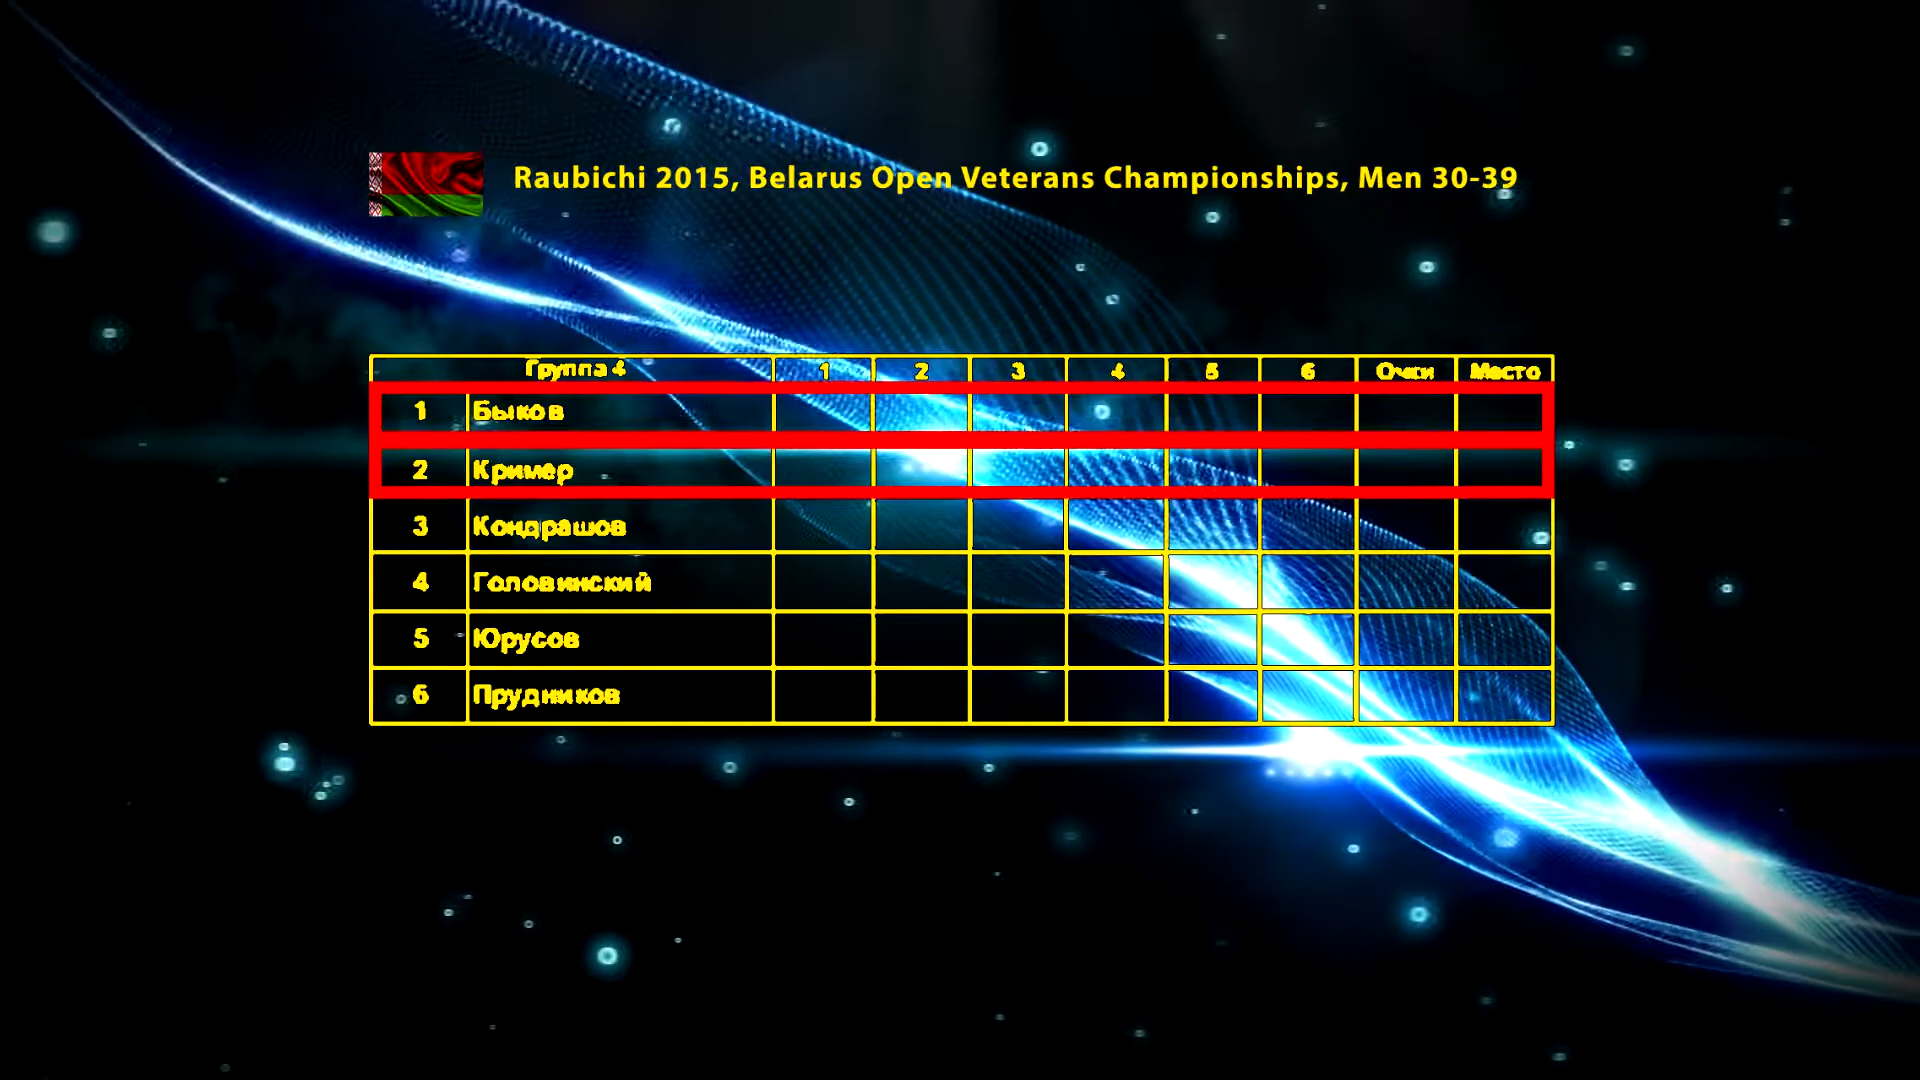 Raubichi 2015, Belarus Open Veterans Championships, Men 30-39
Группа 4 1 2 3 4 5 6 Очки Место
1 Быков
2 Кример
3 Кондрашов
4 Головинский
5 Юрусов
6 Прудников